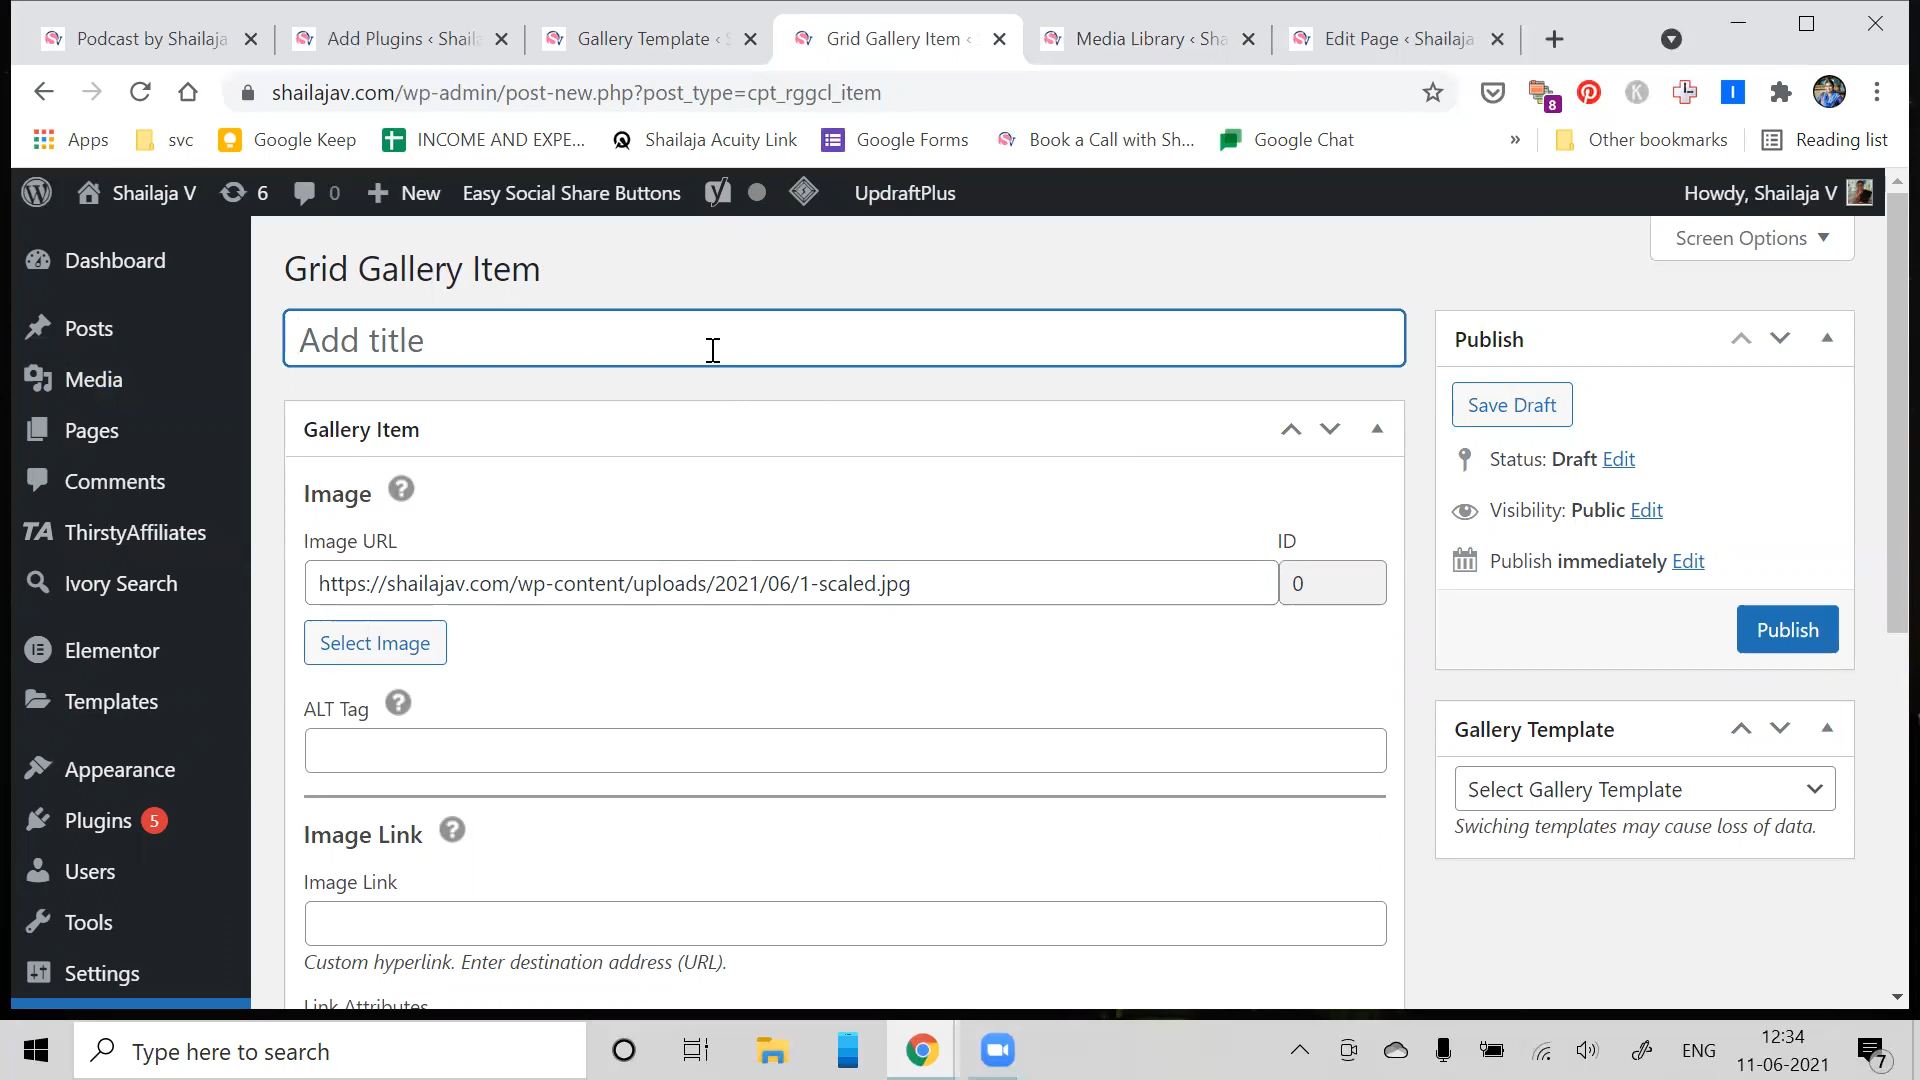 Podcast by Shailaja
Add Plugins ‹ Shaila
Gallery Template ‹ S
Grid Gallery Item ‹
Media Library ‹ Sha
Edit Page ‹ Shailaja
shailajav.com/wp-admin/post-new.php?post_type=cpt_rggcl_item
8
K
I
Apps
svc
Google Keep
INCOME AND EXPE...
Shailaja Acuity Link
Google Forms
Book a Call with Sh...
Google Chat
»
Other bookmarks
Reading list
Shailaja V
6
0
New
Easy Social Share Buttons
UpdraftPlus
Howdy, Shailaja V
Screen Options
Dashboard
Posts
Media
Pages
Comments
TA ThirstyAffiliates
Ivory Search
Elementor
Templates
Appearance
Plugins 5
Users
Tools
Settings
Grid Gallery Item
Add title
Gallery Item
Image ?
Image URL
ID
https://shailajav.com/wp-content/uploads/2021/06/1-scaled.jpg
0
Select Image
ALT Tag ?
Image Link ?
Image Link
Custom hyperlink. Enter destination address (URL).
Link Attributes
Publish
Save Draft
Status: Draft Edit
Visibility: Public Edit
Publish immediately Edit
Publish
Gallery Template
Select Gallery Template
Swiching templates may cause loss of data.
Type here to search
ENG
12:34
11-06-2021
7